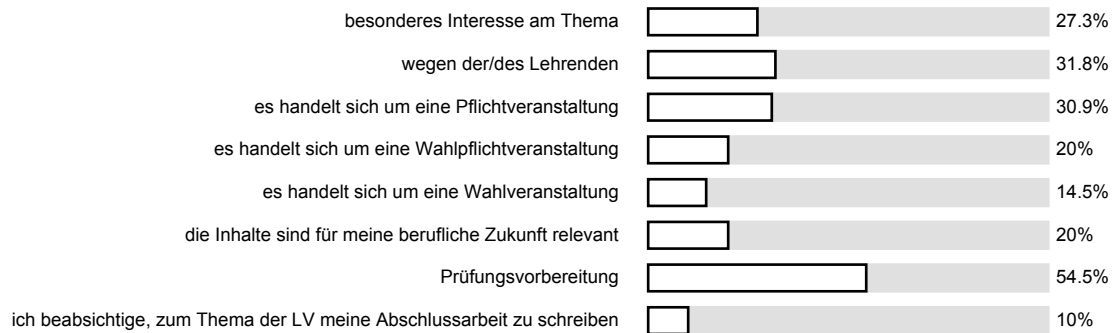 besonderes Interesse am Thema 27.3%
wegen der/des Lehrenden 31.8%
es handelt sich um eine Pflichtveranstaltung 30.9%
es handelt sich um eine Wahlpflichtveranstaltung 20%
es handelt sich um eine Wahlveranstaltung 14.5%
die Inhalte sind für meine berufliche Zukunft relevant 20%
Prüfungsvorbereitung 54.5%
ich beabsichtige, zum Thema der LV meine Abschlussarbeit zu schreiben 10%